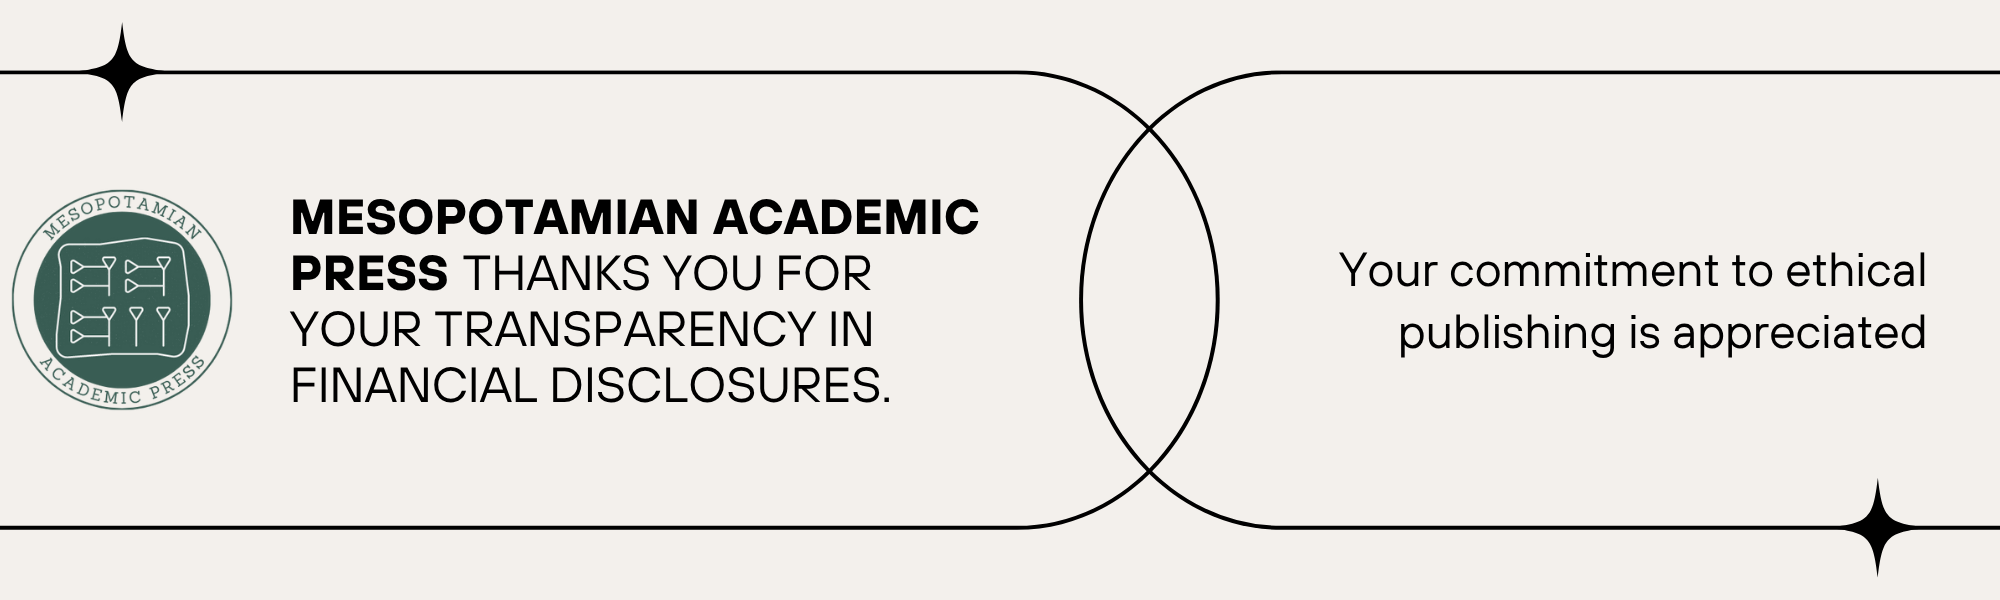 MESOPOTAMIAN
ACADEMIC PRESS
MESOPOTAMIAN ACADEMIC
PRESS THANKS YOU FOR
YOUR TRANSPARENCY IN
FINANCIAL DISCLOSURES.
Your commitment to ethical
publishing is appreciated